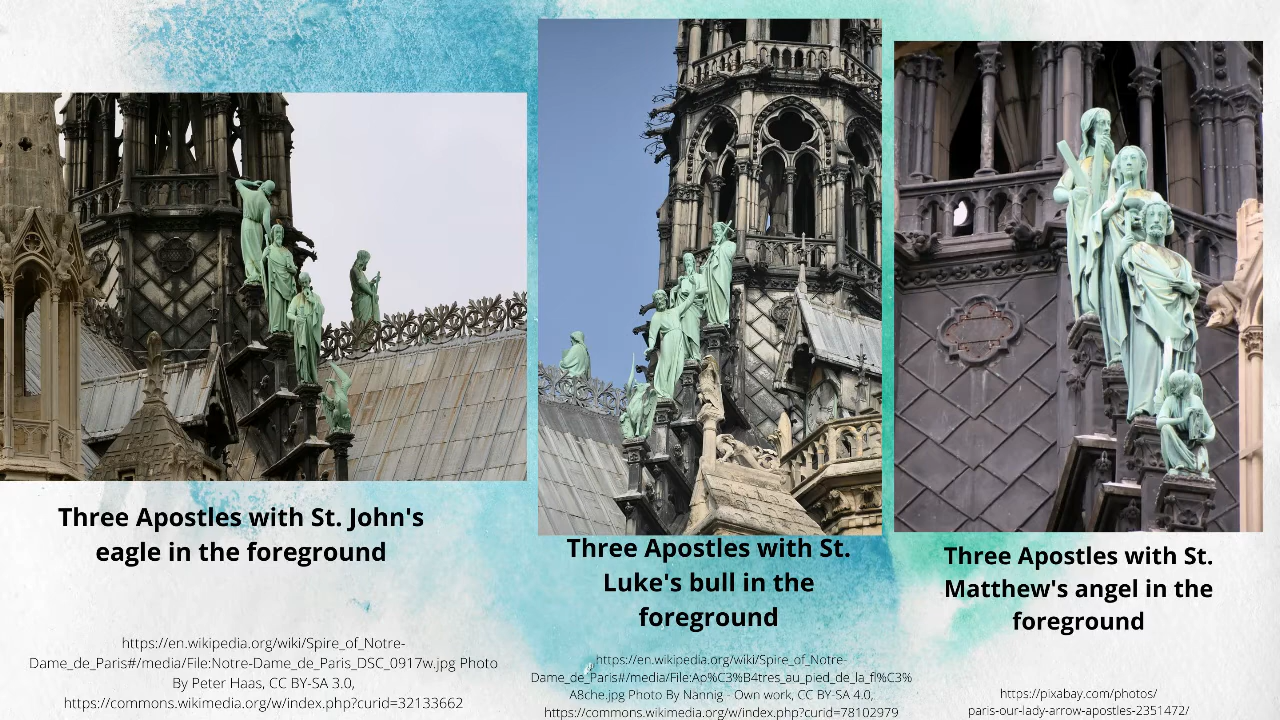 Three Apostles with St. John's
eagle in the foreground
https://en.wikipedia.org/wiki/Spire_of_Notre-
Dame_de_Paris#/media/File:Notre-Dame_de_Paris_DSC_0917w.jpg Photo
By Peter Haas, CC BY-SA 3.0,
https://commons.wikimedia.org/w/index.php?curid=32133662
Three Apostles with St.
Luke's bull in the
foreground
https://en.wikipedia.org/wiki/Spire_of_Notre-
Dame_de_Paris#/media/File:Ap%C3%B4tres_au_pied_de_la_fl%C3%
A8che.jpg Photo By Nannig - Own work, CC BY-SA 4.0,
https://commons.wikimedia.org/w/index.php?curid=78102979
Three Apostles with St.
Matthew's angel in the
foreground
https://pixabay.com/photos/
paris-our-lady-arrow-apostles-2351472/